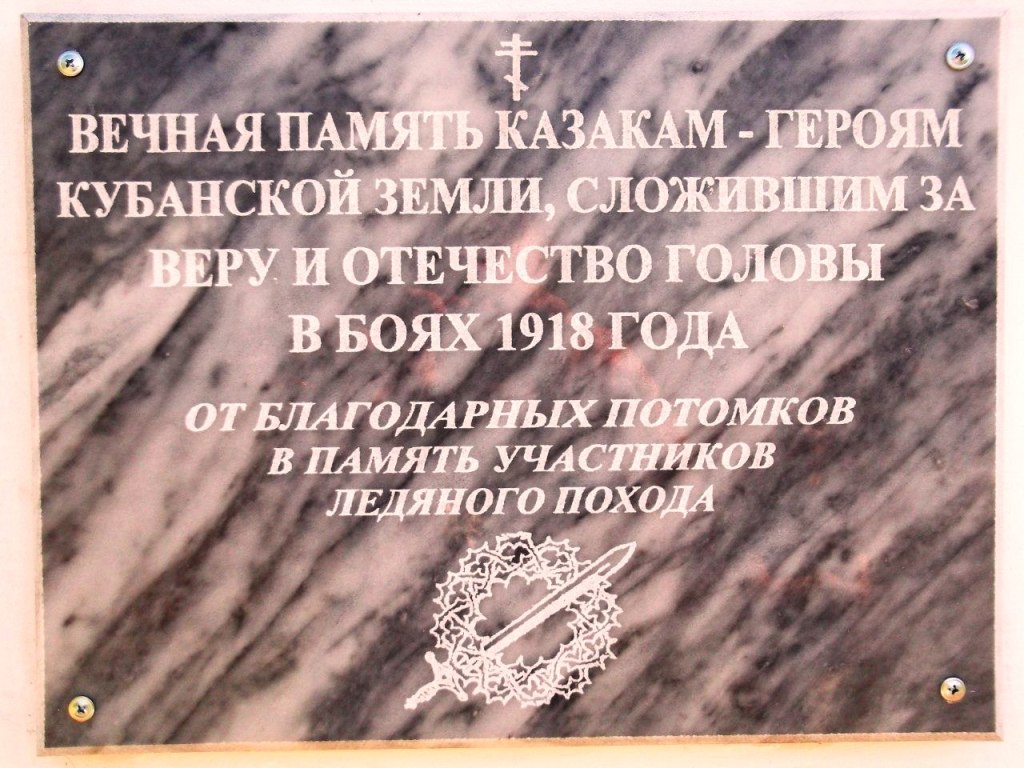 ВЕЧНАЯ ПАМЯТЬ КАЗАКАМ - ГЕРОЯМ
КУБАНСКОЙ ЗЕМЛИ, СЛОЖИВШИМ ЗА
ВЕРУ И ОТЕЧЕСТВО ГОЛОВЫ
В БОЯХ 1918 ГОДА
ОТ БЛАГОДАРНЫХ ПОТОМКОВ
В ПАМЯТЬ УЧАСТНИКОВ
ЛЕДЯНОГО ПОХОДА